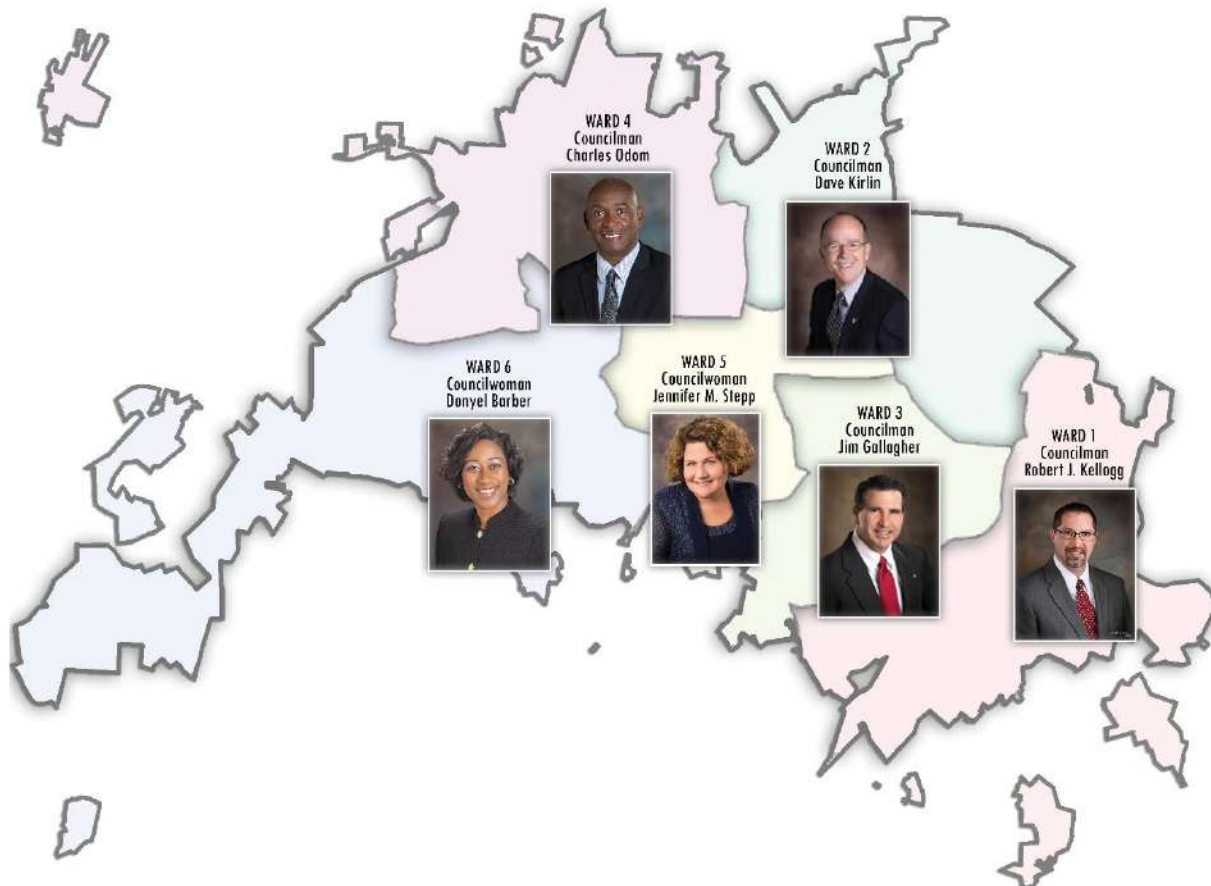 WARD 4
Councilman
Charles Odom
WARD 2
Councilman
Dave Kirlin
WARD 6
Councilwoman
Donyel Barber
WARD 5
Councilwoman
Jennifer M. Stepp
WARD 3
Councilman
Jim Gallagher
WARD 1
Councilman
Robert J. Kellogg